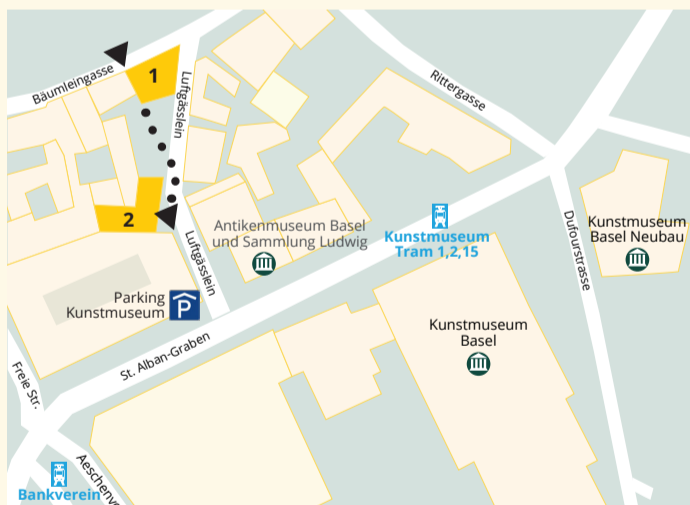 Bäumleingasse
1
Luftgässlein
Rittergasse
2
Luftgässlein
Antikenmuseum Basel
und Sammlung Ludwig
Kunstmuseum
Tram 1,2,15
Dufourstrasse
Kunstmuseum
Basel Neubau
Parking
Kunstmuseum
P
St. Alban-Graben
Kunstmuseum
Basel
Freie Str.
Bankverein